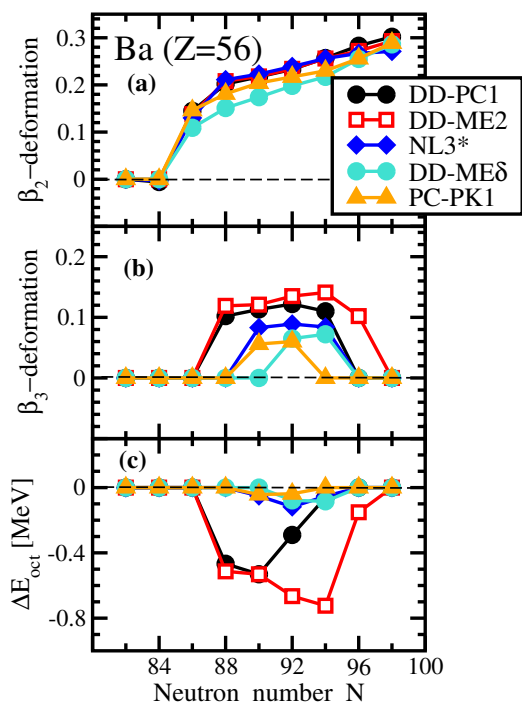 Ba (Z=56)
(a)
0.3
0.2
0.1
0
β₂−deformation
DD-PC1
DD-ME2
NL3*
DD-MEδ
PC-PK1
(b)
0.2
0.1
0
β₃−deformation
(c)
0
-0.4
-0.8
ΔE_oct [MeV]
84 88 92 96 100
Neutron number N